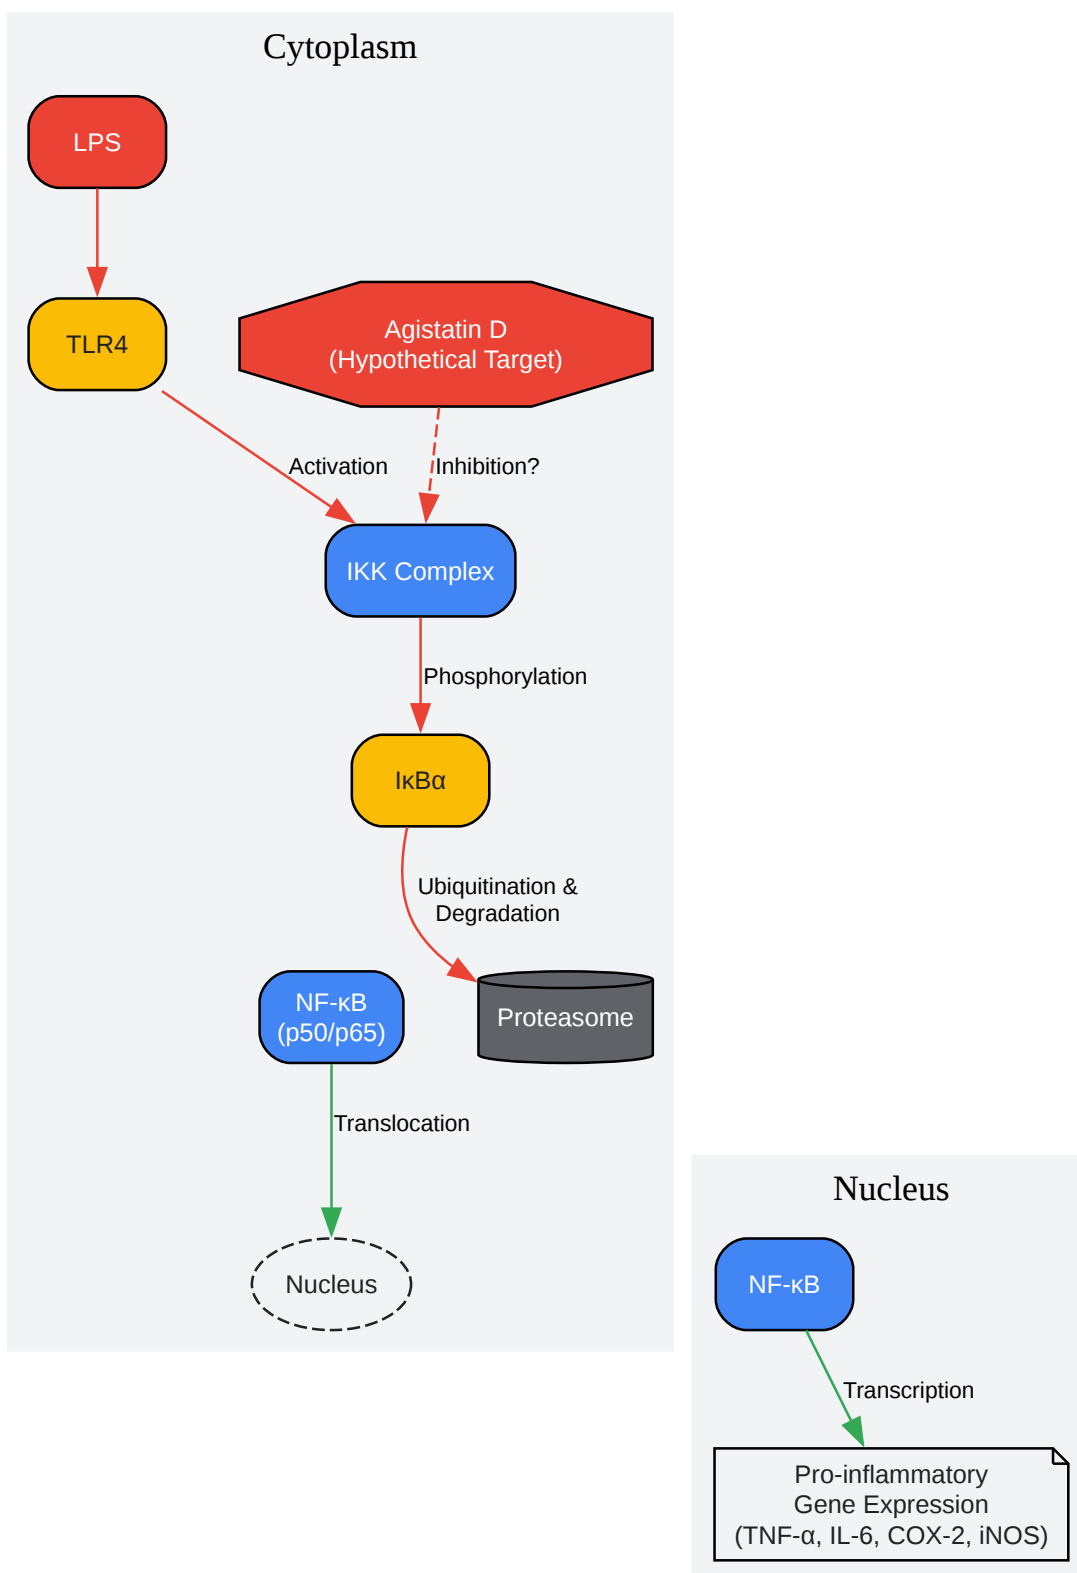 Cytoplasm
LPS
TLR4
Agistatin D
(Hypothetical Target)
Activation
Inhibition?
IKK Complex
Phosphorylation
IκBα
Ubiquitination &
Degradation
NF-κB
(p50/p65)
Proteasome
Translocation
Nucleus
Nucleus
NF-κB
Transcription
Pro-inflammatory
Gene Expression
(TNF-α, IL-6, COX-2, iNOS)